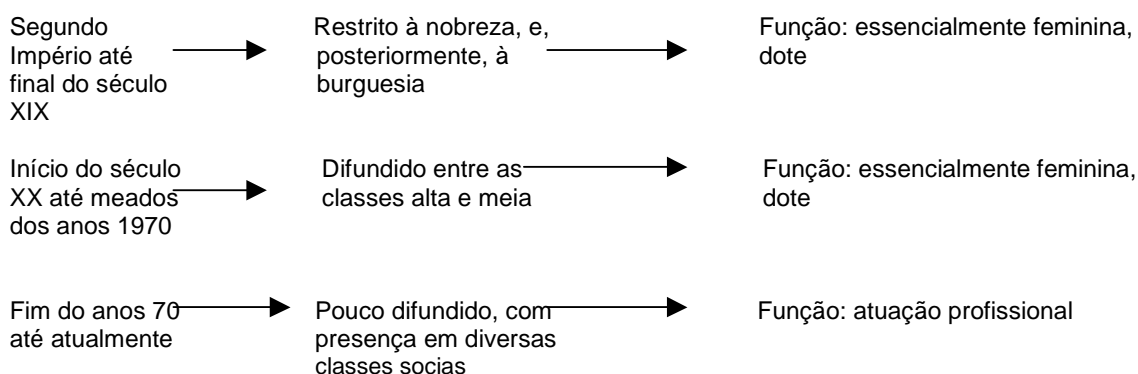 Segundo
Império até
final do século
XIX
Restrito à nobreza, e,
posteriormente, à
burguesia
Função: essencialmente feminina,
dote
Início do século
XX até meados
dos anos 1970
Difundido entre as
classes alta e meia
Função: essencialmente feminina,
dote
Fim do anos 70
até atualmente
Pouco difundido, com
presença em diversas
classes socias
Função: atuação profissional